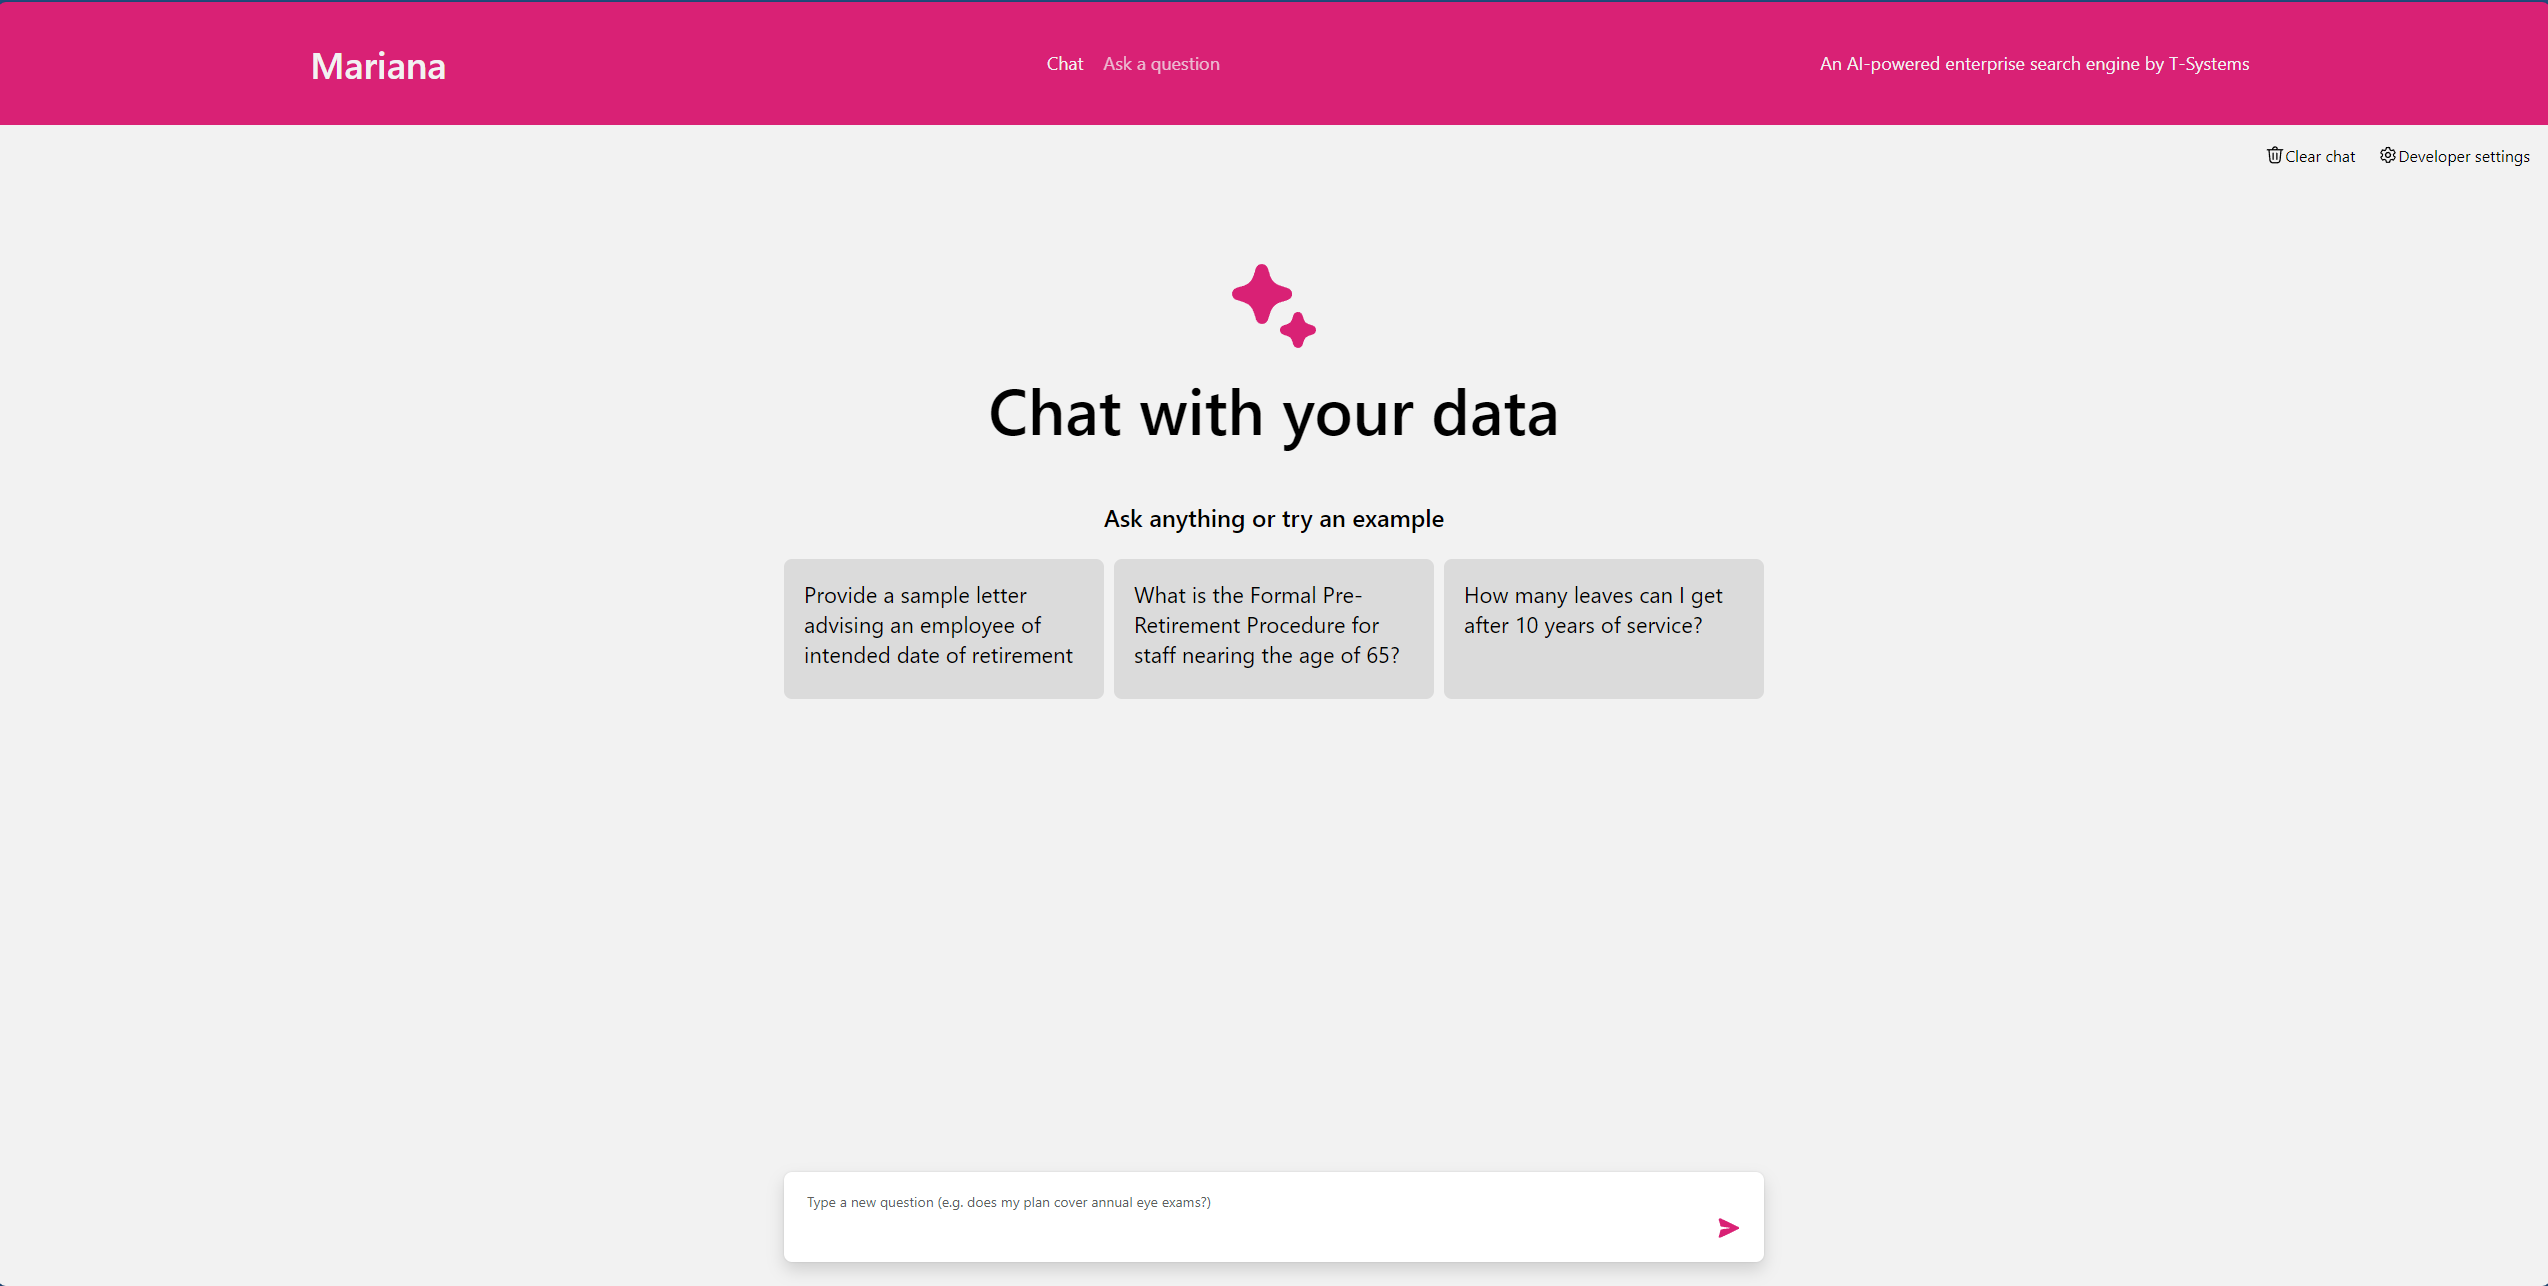 Mariana
Chat
Ask a question
An AI-powered enterprise search engine by T-Systems
Clear chat
Developer settings
Chat with your data
Ask anything or try an example
Provide a sample letter
advising an employee of
intended date of retirement
What is the Formal Pre-
Retirement Procedure for
staff nearing the age of 65?
How many leaves can I get
after 10 years of service?
Type a new question (e.g. does my plan cover annual eye exams?)